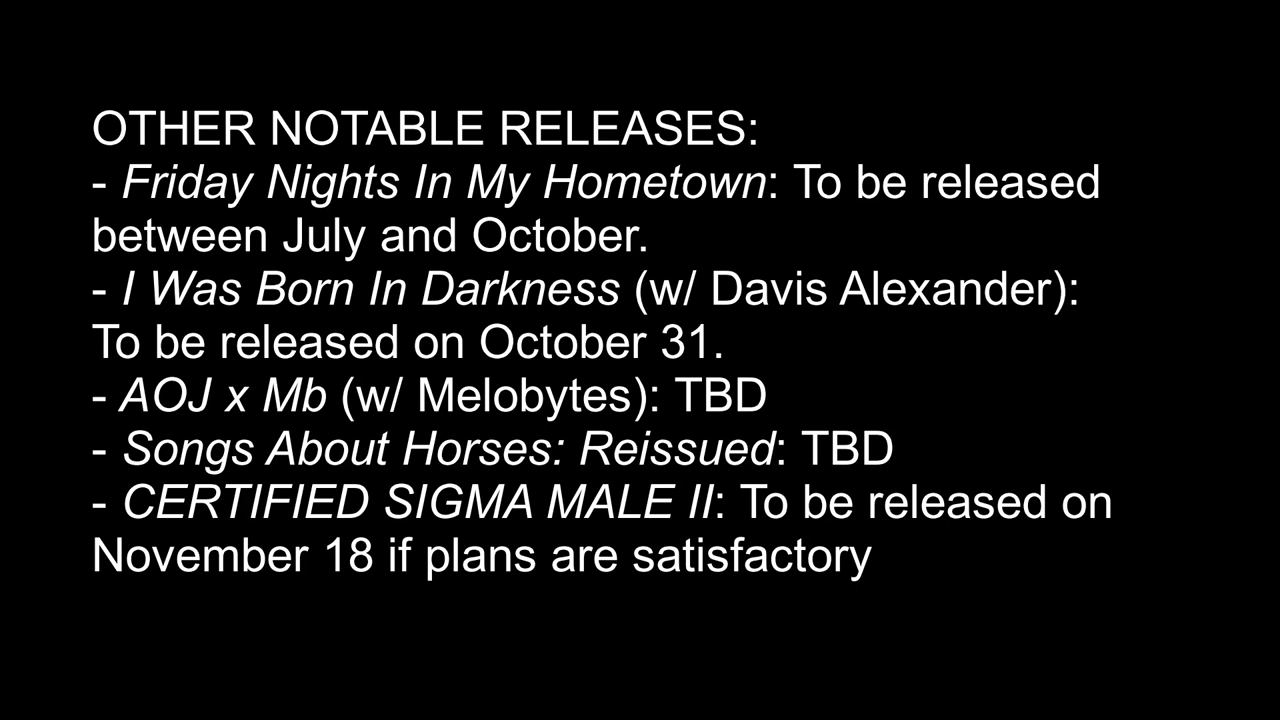 OTHER NOTABLE RELEASES:
- Friday Nights In My Hometown: To be released
between July and October.
- I Was Born In Darkness (w/ Davis Alexander):
To be released on October 31.
- AOJ x Mb (w/ Melobytes): TBD
- Songs About Horses: Reissued: TBD
- CERTIFIED SIGMA MALE II: To be released on
November 18 if plans are satisfactory